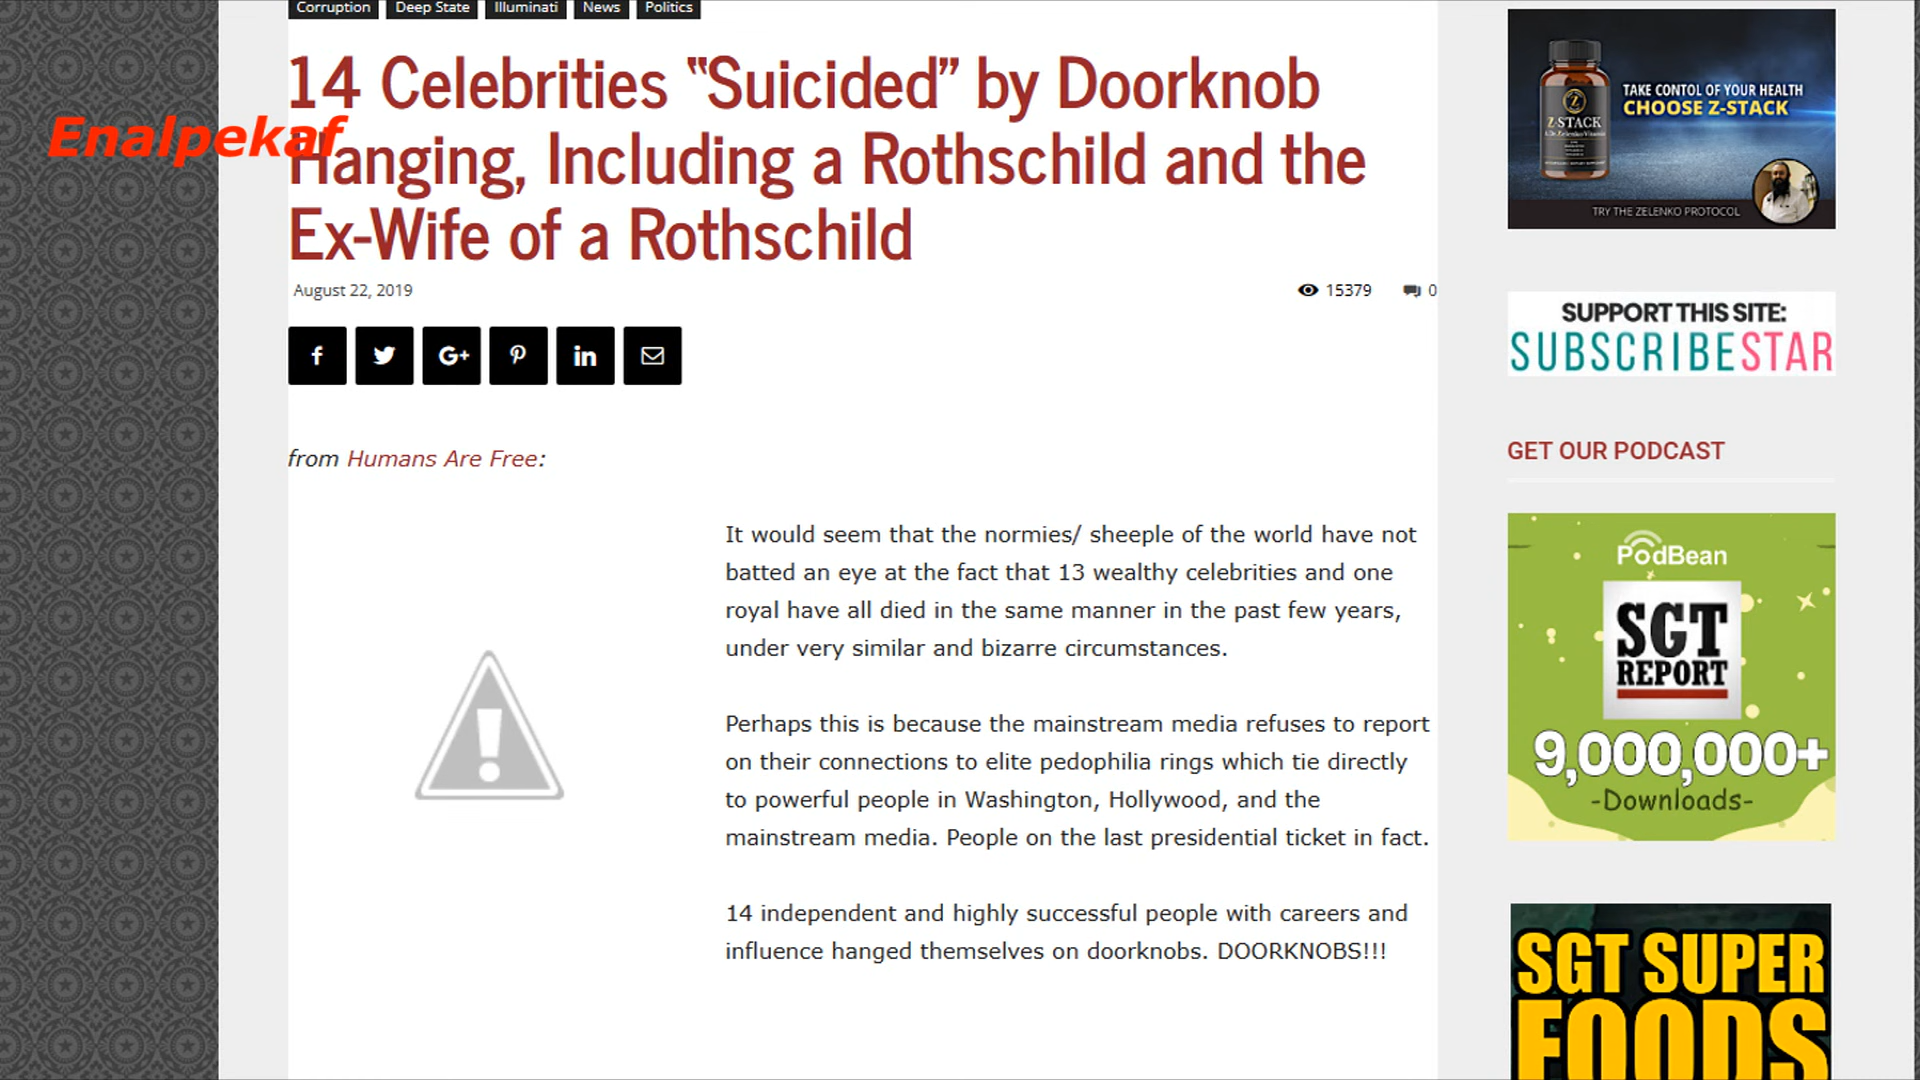 Corruption Deep State Illuminati News Politics
14 Celebrities “Suicided” by Doorknob
Hanging, Including a Rothschild and the
Ex-Wife of a Rothschild
Enalpekaf
August 22, 2019
15379 0
f G+ in
from Humans Are Free:
It would seem that the normies/ sheeple of the world have not
batted an eye at the fact that 13 wealthy celebrities and one
royal have all died in the same manner in the past few years,
under very similar and bizarre circumstances.
Perhaps this is because the mainstream media refuses to report
on their connections to elite pedophilia rings which tie directly
to powerful people in Washington, Hollywood, and the
mainstream media. People on the last presidential ticket in fact.
14 independent and highly successful people with careers and
influence hanged themselves on doorknobs. DOORKNOBS!!!
TAKE CONTOL OF YOUR HEALTH
CHOOSE Z-STACK
Z-STACK
TRY THE ZELENKO PROTOCOL
SUPPORT THIS SITE:
SUBSCRIBESTAR
GET OUR PODCAST
PodBean
SGT
REPORT
9,000,000+
-Downloads-
SGT SUPER
FOODS